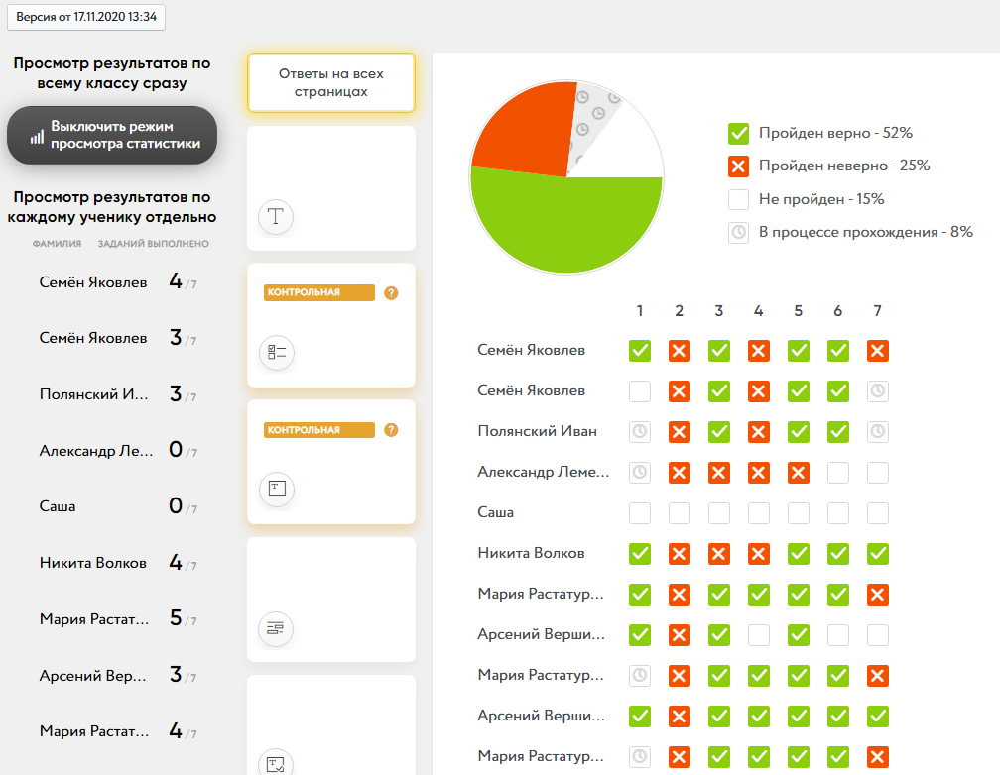 Версия от 17.11.2020 13:34
Просмотр результатов по
всему классу сразу
Выключить режим
просмотра статистики
Просмотр результатов по
каждому ученику отдельно
ФАМИЛИЯ ЗАДАНИЙ ВЫПОЛНЕНО
Семён Яковлев 4/7
Семён Яковлев 3/7
Полянский И... 3/7
Александр Ле... 0/7
Саша 0/7
Никита Волков 4/7
Мария Растат... 5/7
Арсений Вер... 3/7
Мария Растат... 4/7
Ответы на всех
страницах
T
КОНТРОЛЬНАЯ ?
КОНТРОЛЬНАЯ ?
T
T
Пройден верно - 52%
Пройден неверно - 25%
Не пройден - 15%
В процессе прохождения - 8%
1 2 3 4 5 6 7
Семён Яковлев
Семён Яковлев
Полянский Иван
Александр Леме...
Саша
Никита Волков
Мария Растатур...
Арсений Верши...
Мария Растатур...
Арсений Верши...
Мария Растатур...